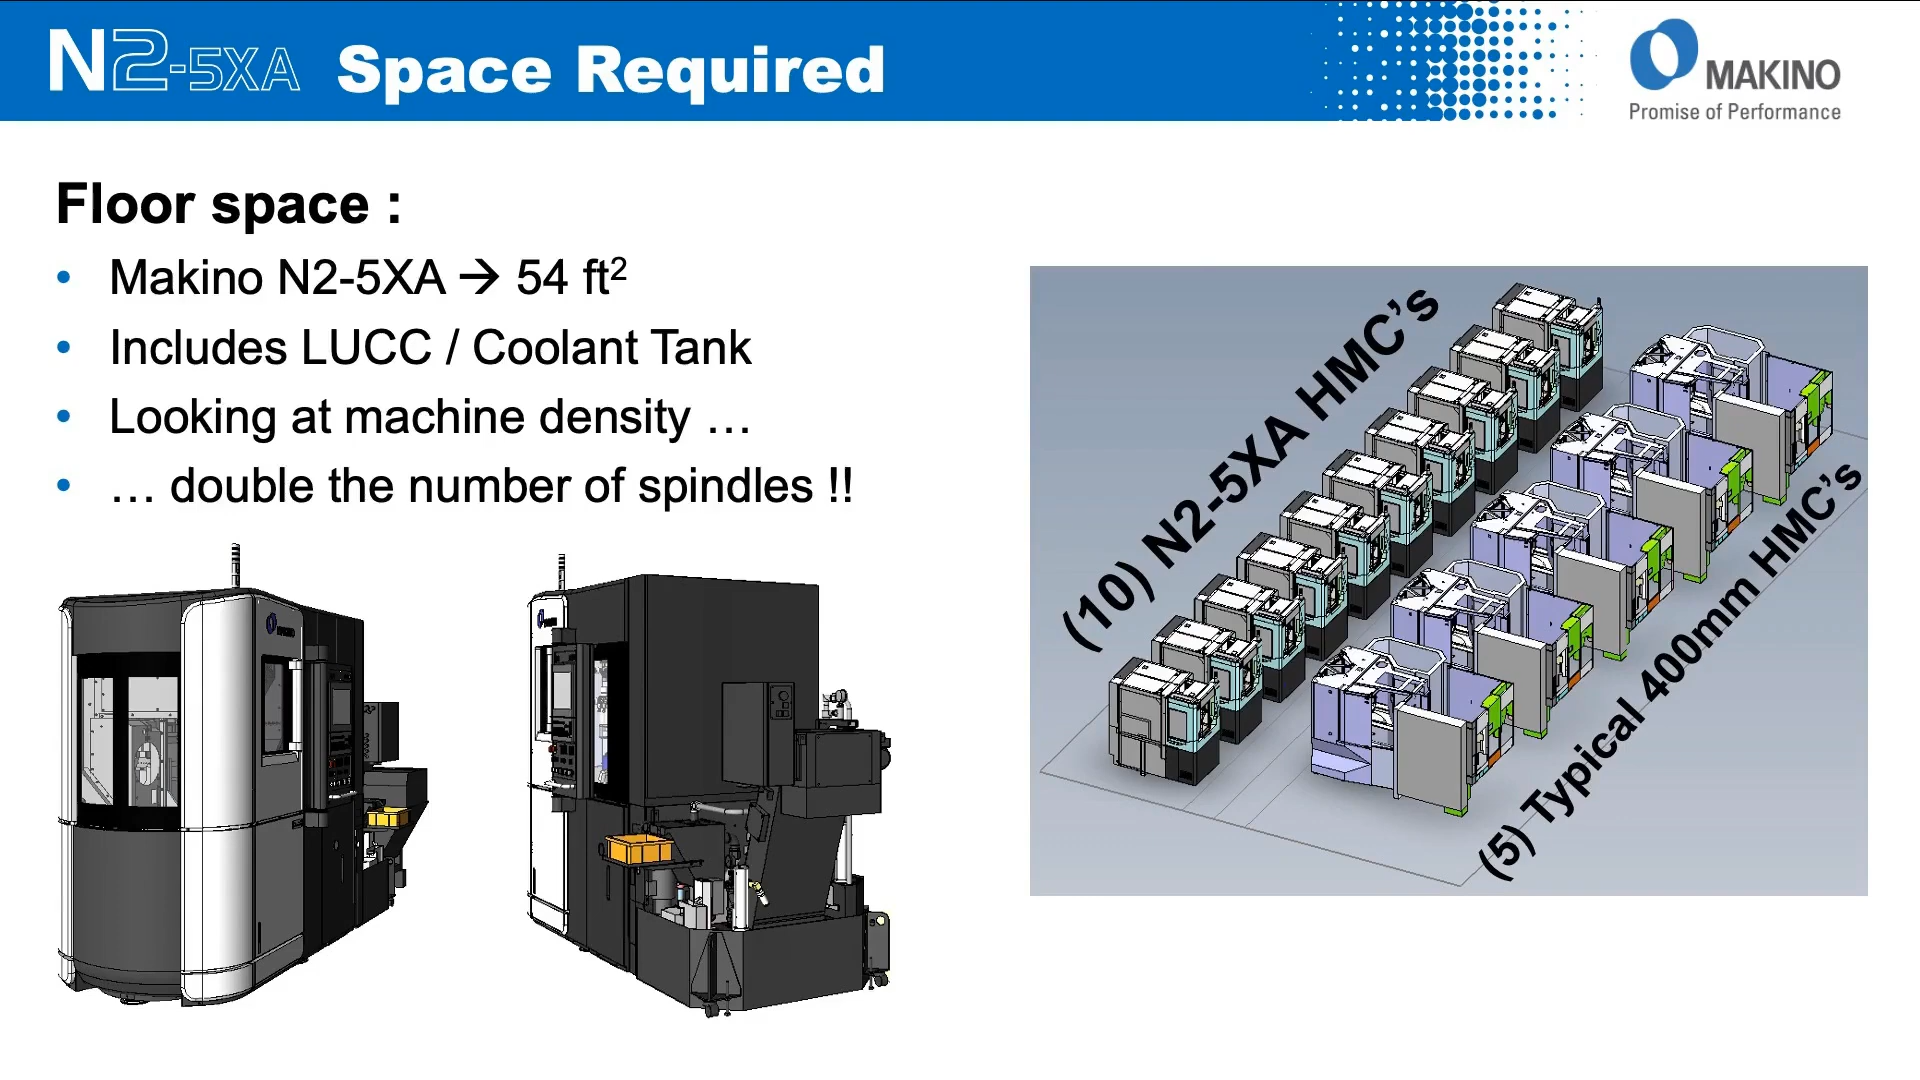 N2-5XA Space Required
MAKINO
Promise of Performance
Floor space :
• Makino N2-5XA → 54 ft²
• Includes LUCC / Coolant Tank
• Looking at machine density …
• … double the number of spindles !!
(10) N2-5XA HMC's
(5) Typical 400mm HMC's